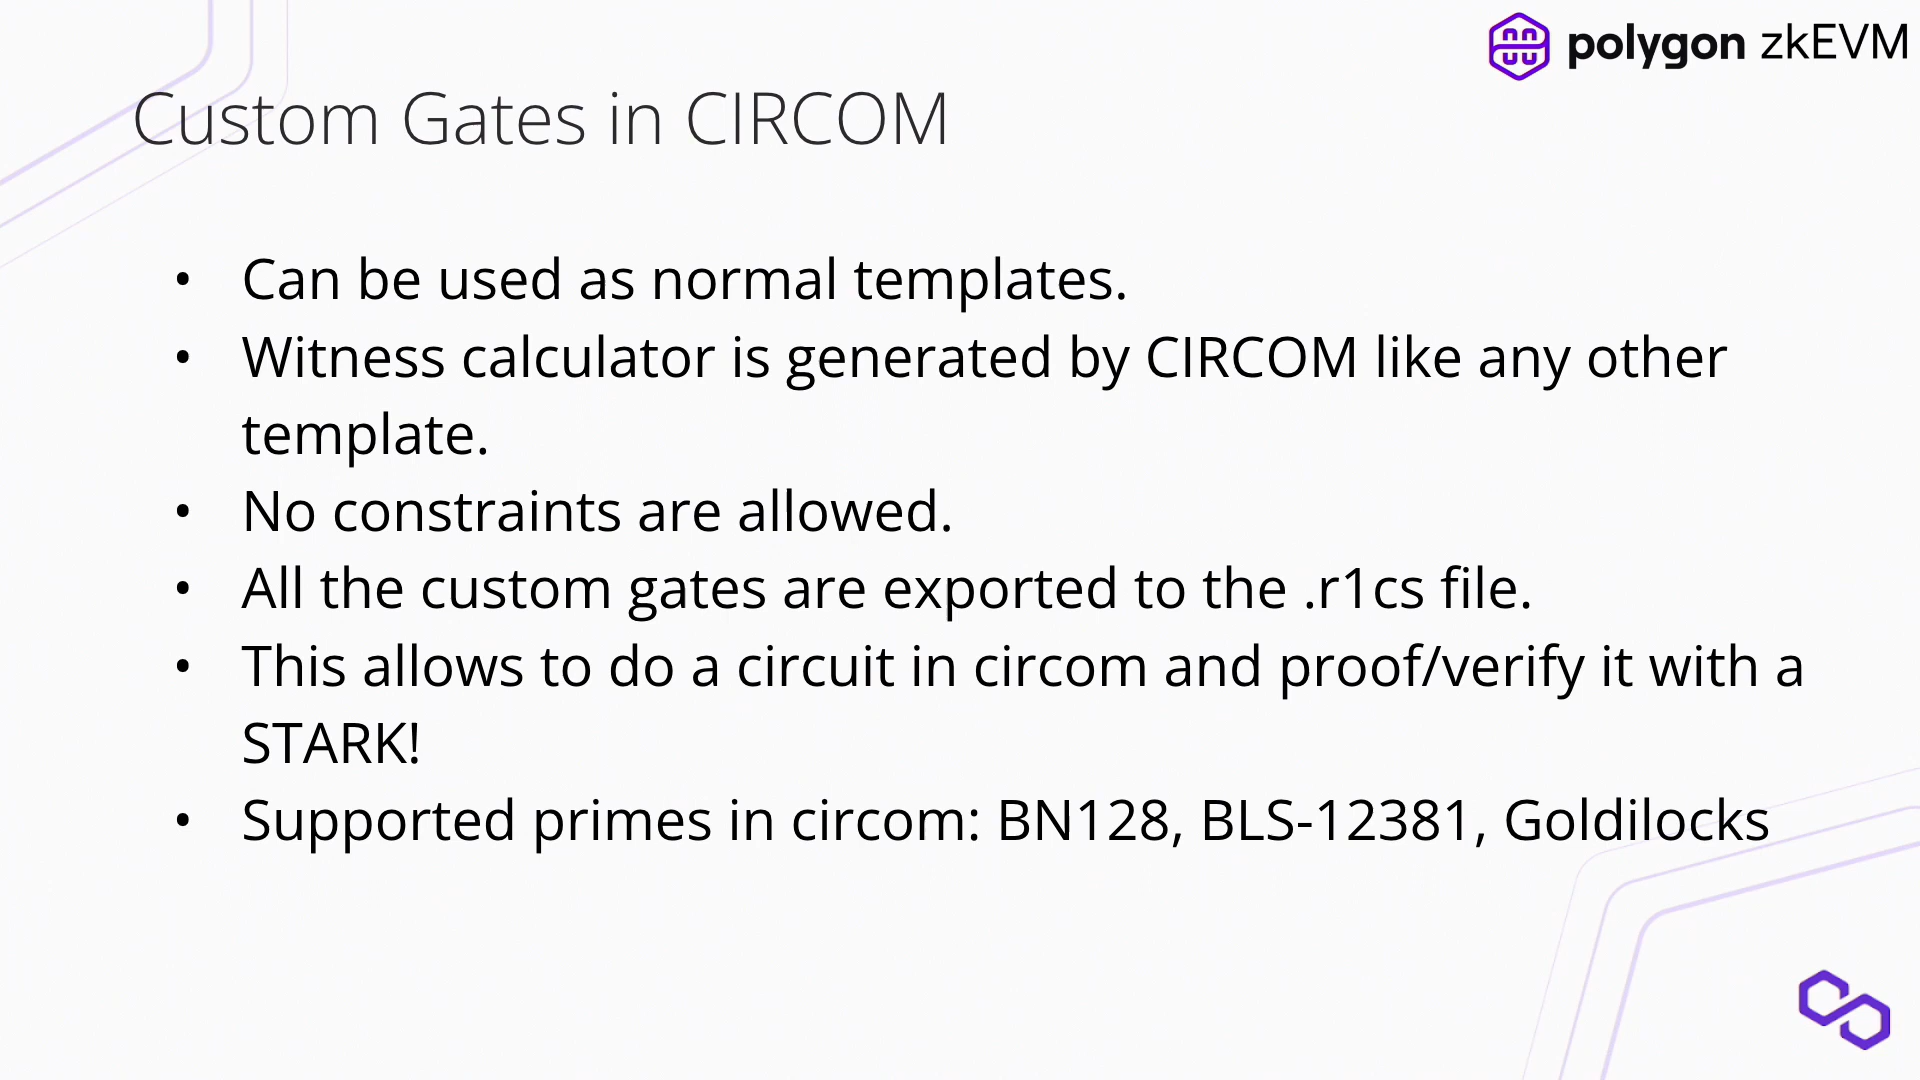 polygon zkEVM
Custom Gates in CIRCOM
• Can be used as normal templates.
• Witness calculator is generated by CIRCOM like any other
template.
• No constraints are allowed.
• All the custom gates are exported to the .r1cs file.
• This allows to do a circuit in circom and proof/verify it with a
STARK!
• Supported primes in circom: BN128, BLS-12381, Goldilocks